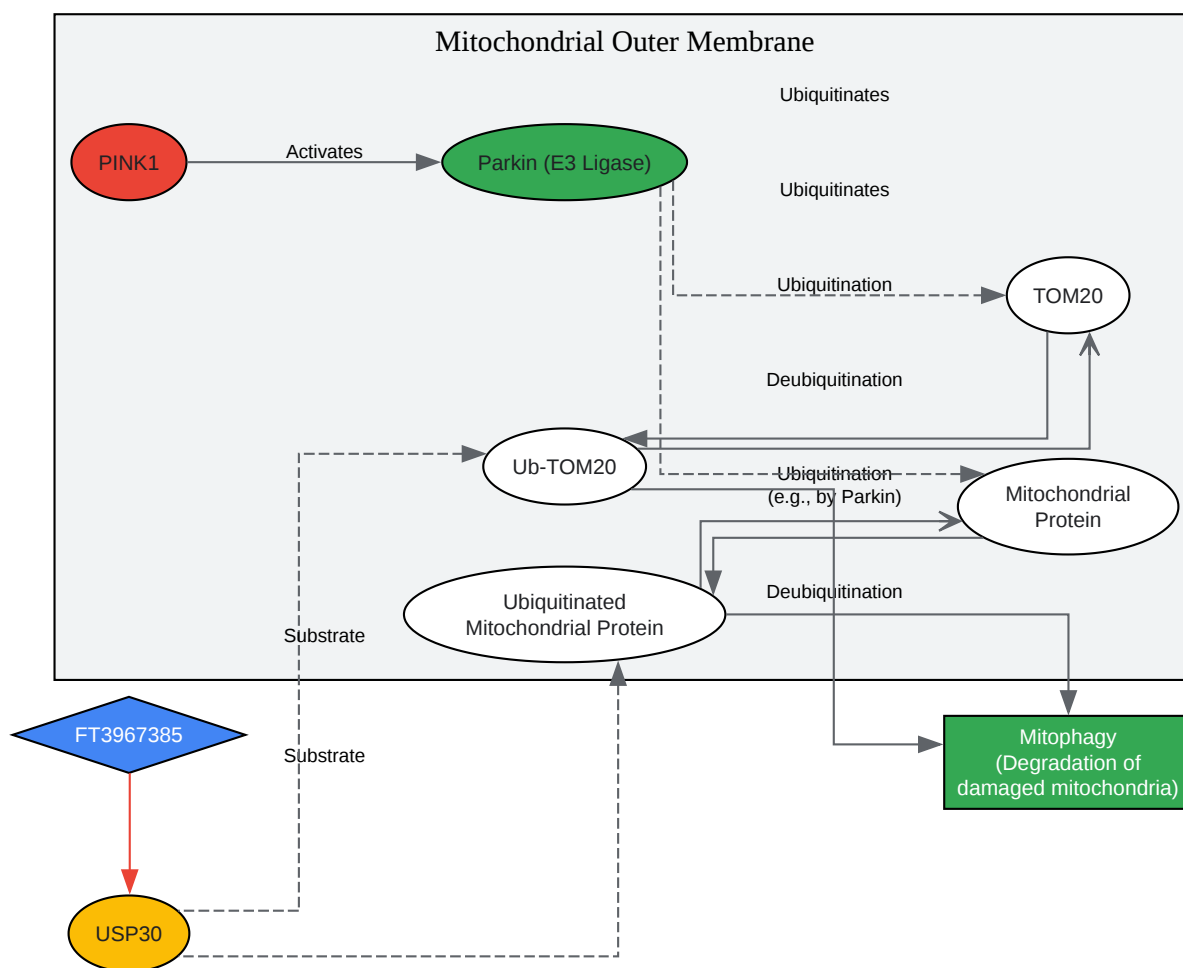 Mitochondrial Outer Membrane
Ubiquitinates
PINK1
Activates
Parkin (E3 Ligase)
Ubiquitinates
Ubiquitination
TOM20
Deubiquitination
Ub-TOM20
Ubiquitination
(e.g., by Parkin)
Mitochondrial
Protein
Ubiquitinated
Mitochondrial Protein
Deubiquitination
Substrate
FT3967385
Substrate
Mitophagy
(Degradation of
damaged mitochondria)
USP30